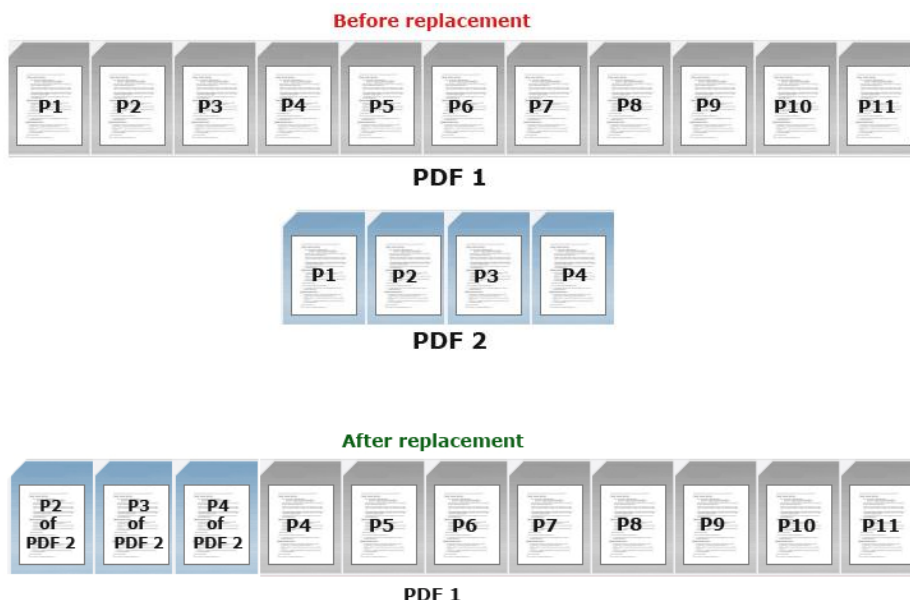 Before replacement
P1 P2 P3 P4 P5 P6 P7 P8 P9 P10 P11
PDF 1
P1 P2 P3 P4
PDF 2
After replacement
P2 of PDF 2 P3 of PDF 2 P4 of PDF 2 P4 P5 P6 P7 P8 P9 P10 P11
PDF 1